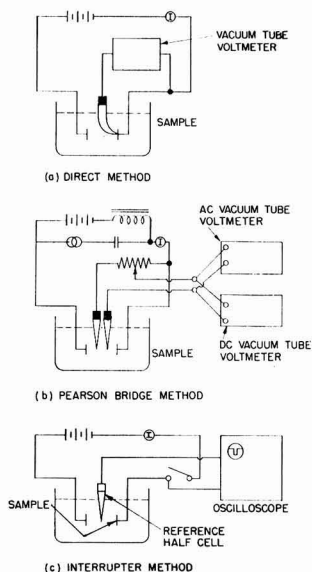 I
VACUUM TUBE
VOLTMETER
SAMPLE
(a) DIRECT METHOD
AC VACUUM TUBE
VOLTMETER
I
SAMPLE
DC VACUUM TUBE
VOLTMETER
(b) PEARSON BRIDGE METHOD
I
SAMPLE
OSCILLOSCOPE
REFERENCE
HALF CELL
(c) INTERRUPTER METHOD